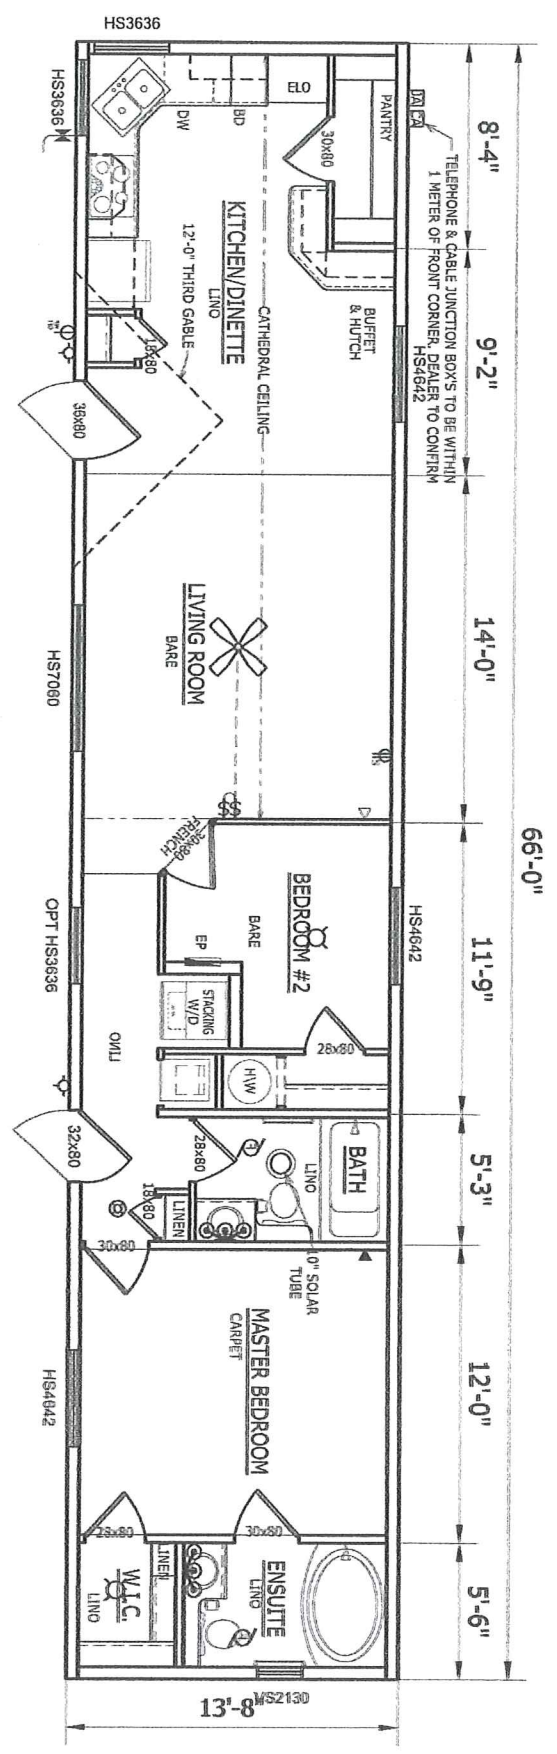 HS3636
HS3636
ELO
BD
DW
PANTRY
30x80
JA CA
TELEPHONE & CABLE JUNCTION BOX'S TO BE WITHIN
1 METER OF FRONT CORNER. DEALER TO CONFIRM
8'-4"
KITCHEN/DINETTE
LINO
12'-0" THIRD GABLE
CATHEDRAL CEILING
BUFFET
& HUTCH
HS4642
9'-2"
18x80
36x80
LIVING ROOM
BARE
HS7060
14'-0"
66'-0"
30x80
FRENCH
BEDROOM #2
BARE
EP
HS4642
11'-9"
OPT HS3636
STACKING
W/D
LINO
H\W
28x80
32x80
28x80
BATH
LINO
5'-3"
18x80
LINEN
30x80
10" SOLAR
TUBE
MASTER BEDROOM
CARPET
HS4642
12'-0"
28x80
30x80
LINEN
W.I.C.
LINO
ENSUITE
LINO
5'-6"
VS2130
13'-8"